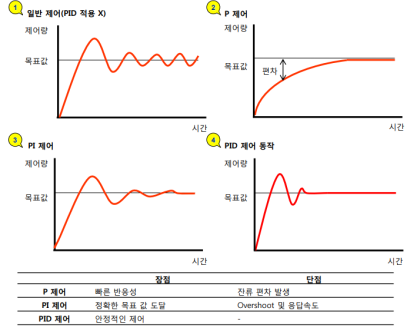 1 일반 제어(PID 적용 X)
제어량
목표값
시간
2 P 제어
제어량
목표값
편차
시간
3 PI 제어
제어량
목표값
시간
4 PID 제어 동작
제어량
목표값
시간
장점 단점
P 제어 빠른 반응성 잔류 편차 발생
PI 제어 정확한 목표 값 도달 Overshoot 및 응답속도
PID 제어 안정적인 제어 -